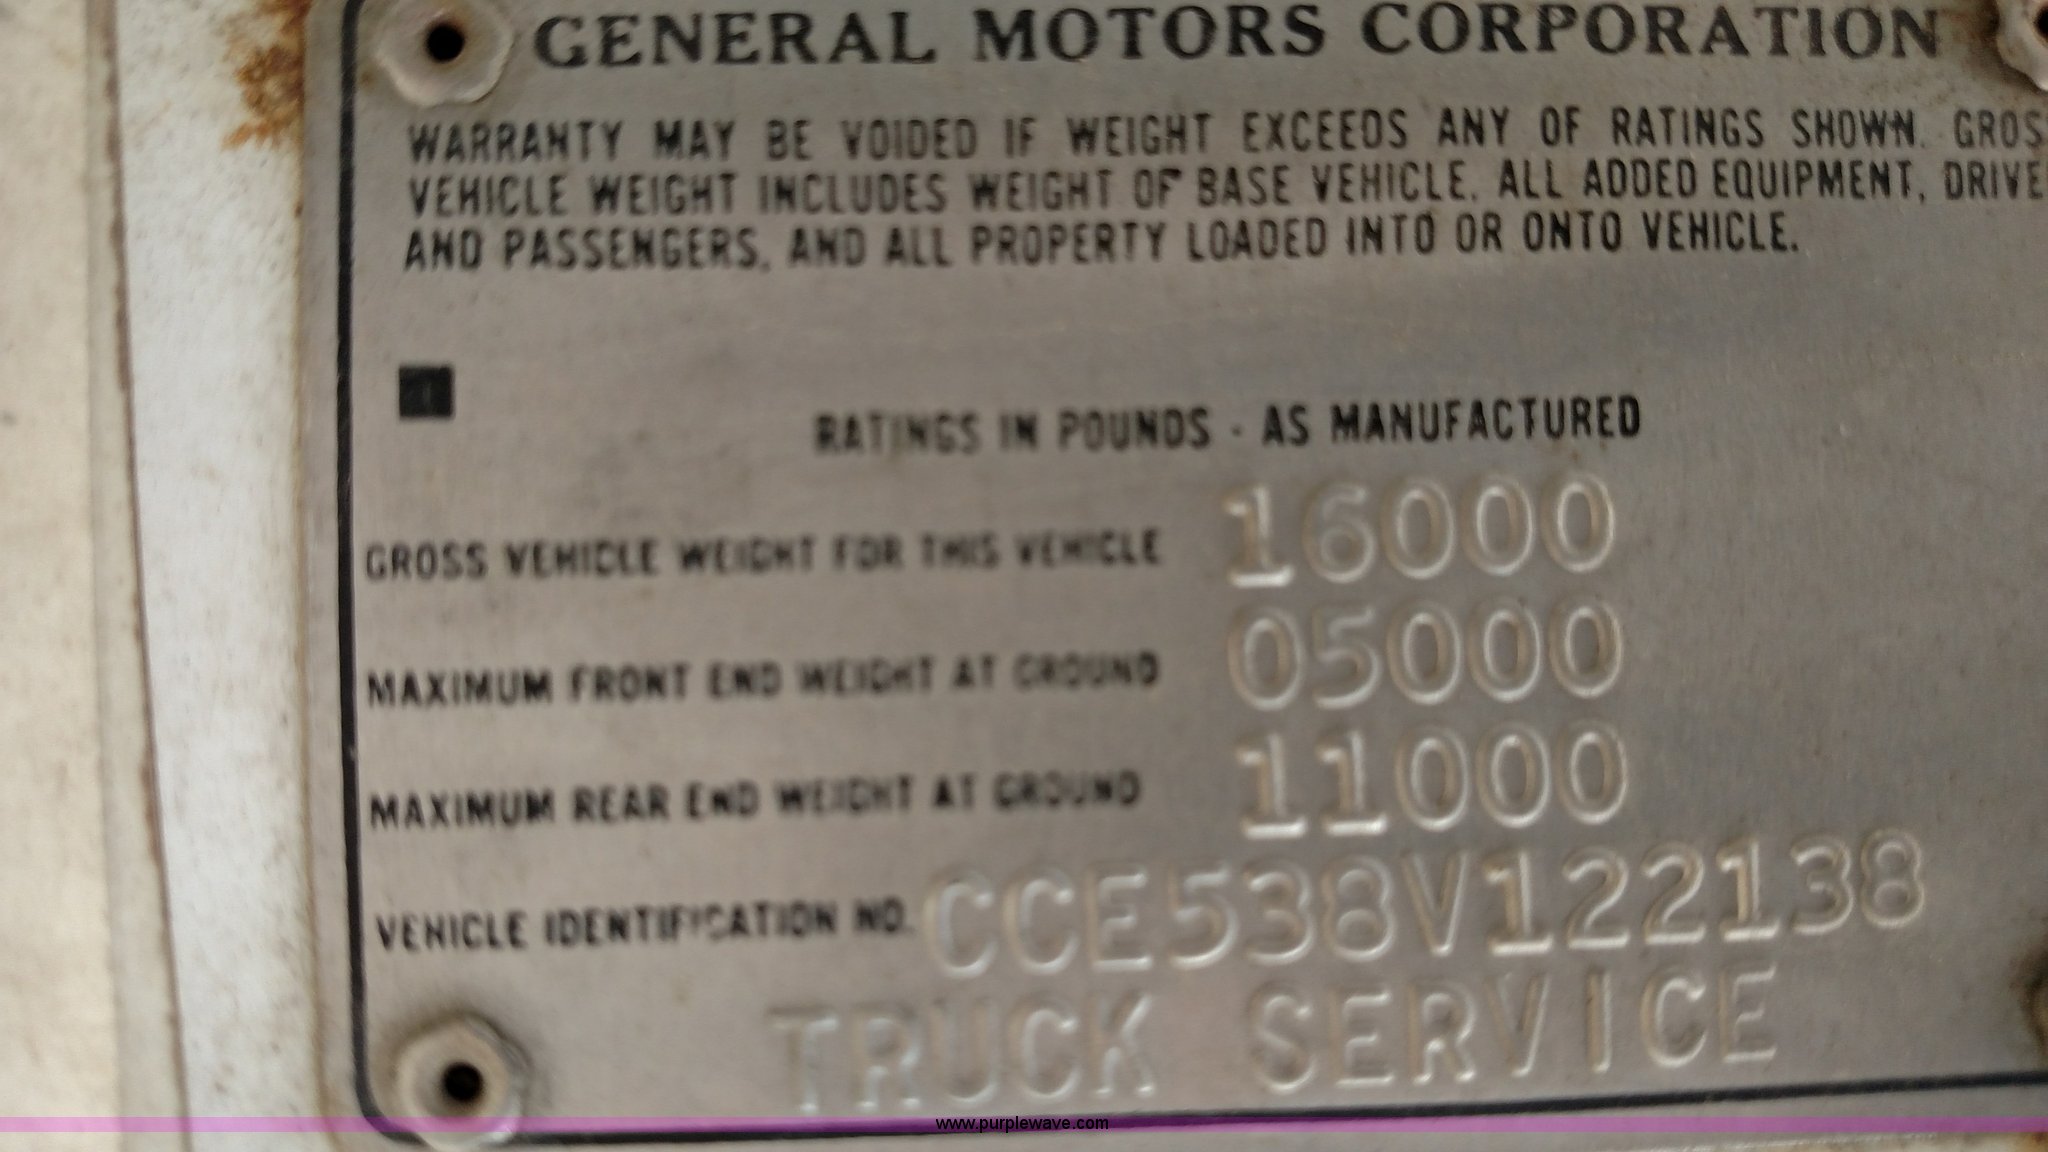 GENERAL MOTORS CORPORATION
WARRANTY MAY BE VOIDED IF WEIGHT EXCEEDS ANY OF RATINGS SHOWN. GROS
VEHICLE WEIGHT INCLUDES WEIGHT OF BASE VEHICLE, ALL ADDED EQUIPMENT, DRIVE
AND PASSENGERS, AND ALL PROPERTY LOADED INTO OR ONTO VEHICLE.
RATINGS IN POUNDS - AS MANUFACTURED
GROSS VEHICLE WEIGHT FOR THIS VEHICLE 16000
MAXIMUM FRONT END WEIGHT AT GROUND 05000
MAXIMUM REAR END WEIGHT AT GROUND 11000
VEHICLE IDENTIFICATION NO. CCE538V122138
TRUCK SERVICE
www.purplewave.com